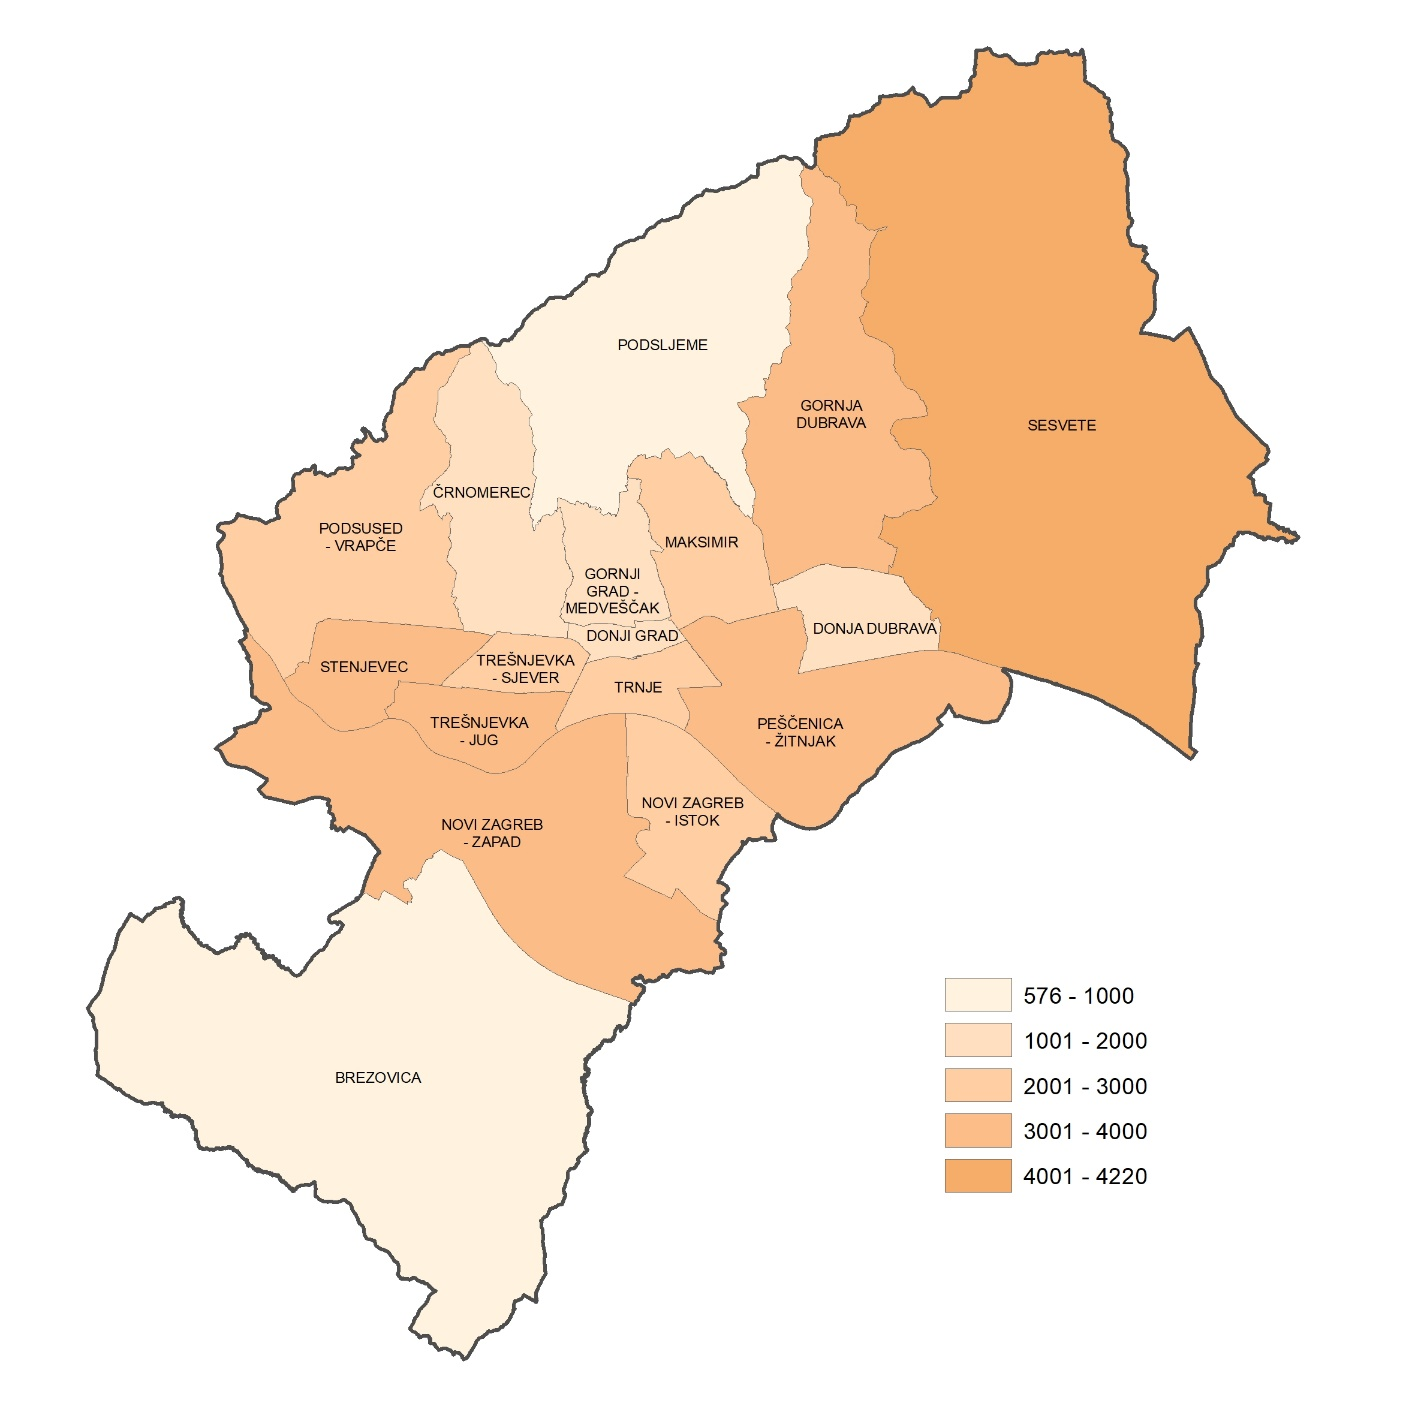 PODSLJEME
GORNJA
DUBRAVA
SESVETE
ČRNOMEREC
PODSUSED
- VRAPČE
MAKSIMIR
GORNJI
GRAD -
MEDVEŠČAK
DONJI GRAD
DONJA DUBRAVA
STENJEVEC
TREŠNJEVKA
- SJEVER
TRNJE
TREŠNJEVKA
- JUG
PEŠČENICA
- ŽITNJAK
NOVI ZAGREB
- ISTOK
NOVI ZAGREB
- ZAPAD
BREZOVICA
576 - 1000
1001 - 2000
2001 - 3000
3001 - 4000
4001 - 4220